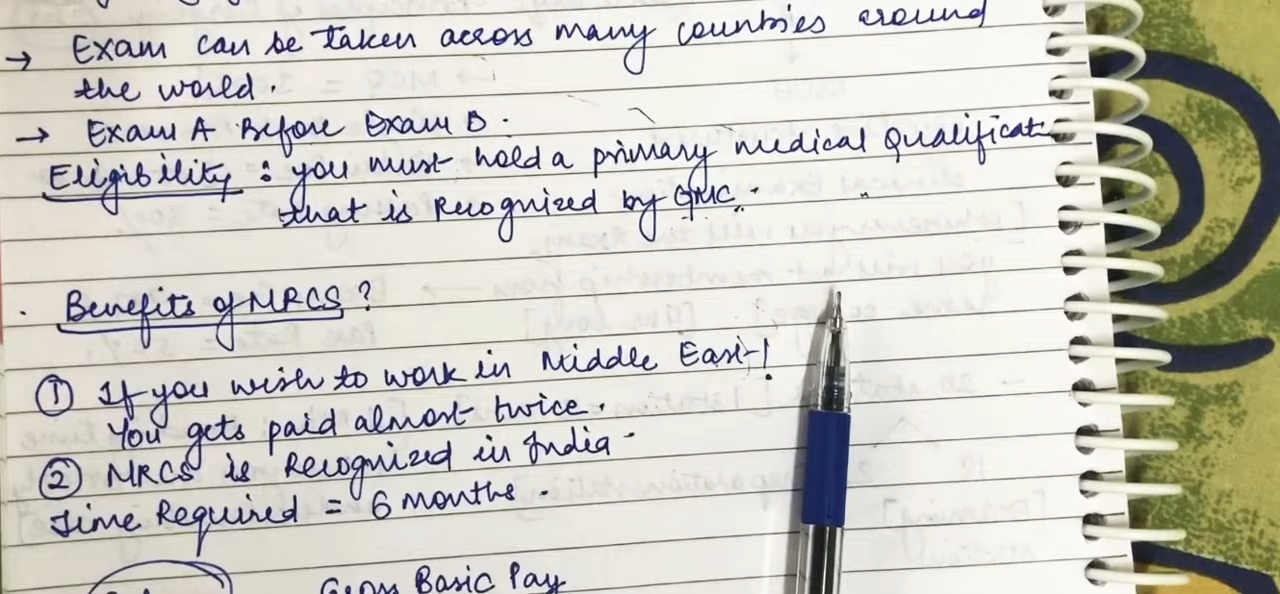 → Exam can be taken across many countries around
the world.
→ Exam A Before Exam B.
Eligibility : you must hold a primary medical Qualificat
that is Recognized by GMC.
Benefits of MRCS?
① If you wish to work in Middle East!
You gets paid almost twice.
② MRCS is Recognized in India.
Time Required = 6 months.
Gross Basic Pay